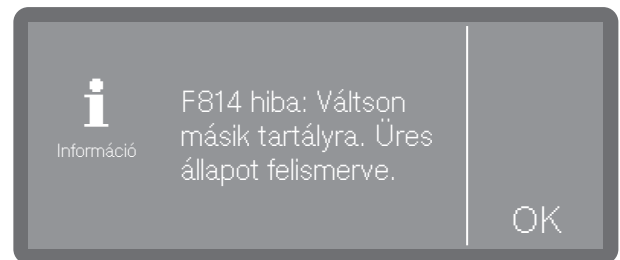 Információ
F814 hiba: Váltson
másik tartályra. Üres
állapot felismerve.
OK